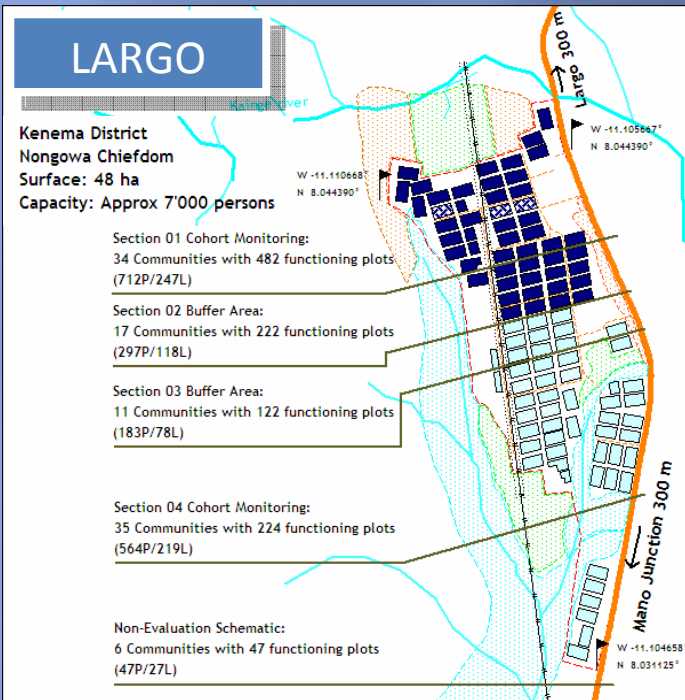 LARGO
Kainge River
Kenema District
Nongowa Chiefdom
Surface: 48 ha
Capacity: Approx 7'000 persons
Largo 300 m
W -11.105667°
N 8.044390°
W -11.110668°
N 8.044390°
Section 01 Cohort Monitoring:
34 Communities with 482 functioning plots
(712P/247L)
Section 02 Buffer Area:
17 Communities with 222 functioning plots
(297P/118L)
Section 03 Buffer Area:
11 Communities with 122 functioning plots
(183P/78L)
Section 04 Cohort Monitoring:
35 Communities with 224 functioning plots
(564P/219L)
Mano Junction 300 m
Non-Evaluation Schematic:
6 Communities with 47 functioning plots
(47P/27L)
W -11.104658
N 8.031125°